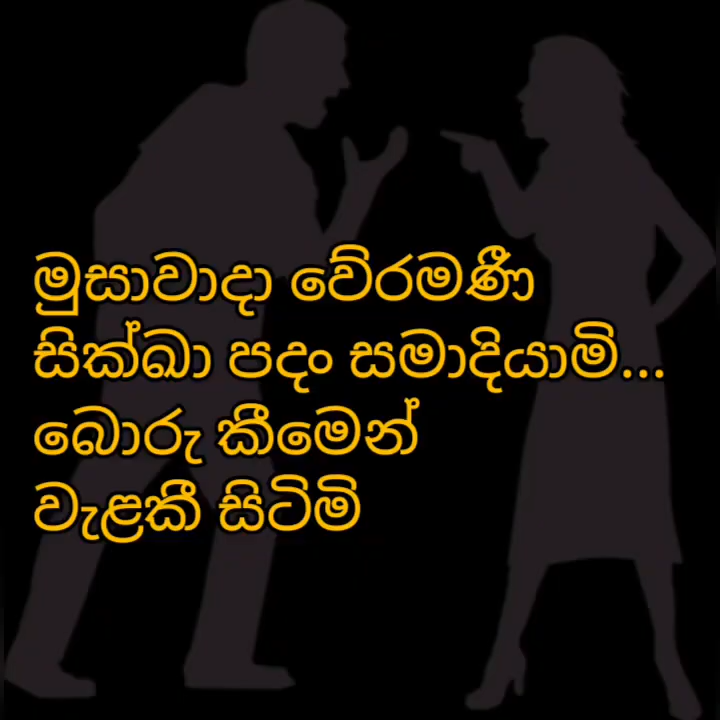 මුසාවාදා වේරමණී
සික්ඛා පදං සමාදියාමි...
බොරු කීමෙන්
වැළකී සිටිමි